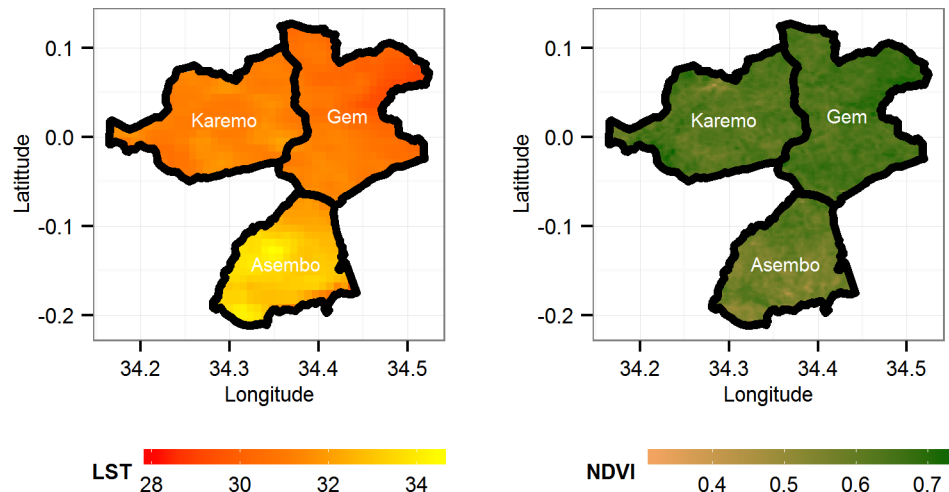 0.1
0.0
-0.1
-0.2
Latittude
Karemo
Gem
Asembo
34.2 34.3 34.4 34.5
Longitude
LST
28 30 32 34
0.1
0.0
-0.1
-0.2
Latittude
Karemo
Gem
Asembo
34.2 34.3 34.4 34.5
Longitude
NDVI
0.4 0.5 0.6 0.7